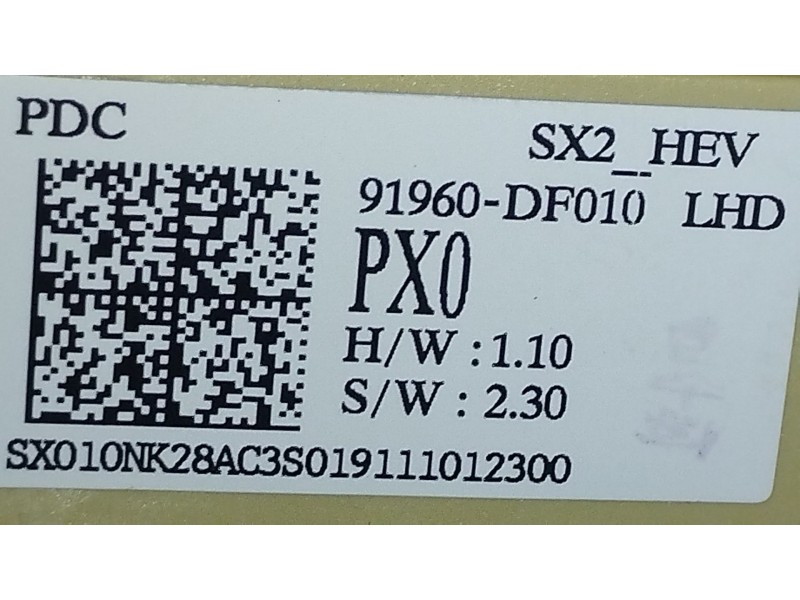 PDC
SX2_HEV
91960-DF010 LHD
PX0
H/W : 1.10
S/W : 2.30
SX010NK28AC3S019111012300